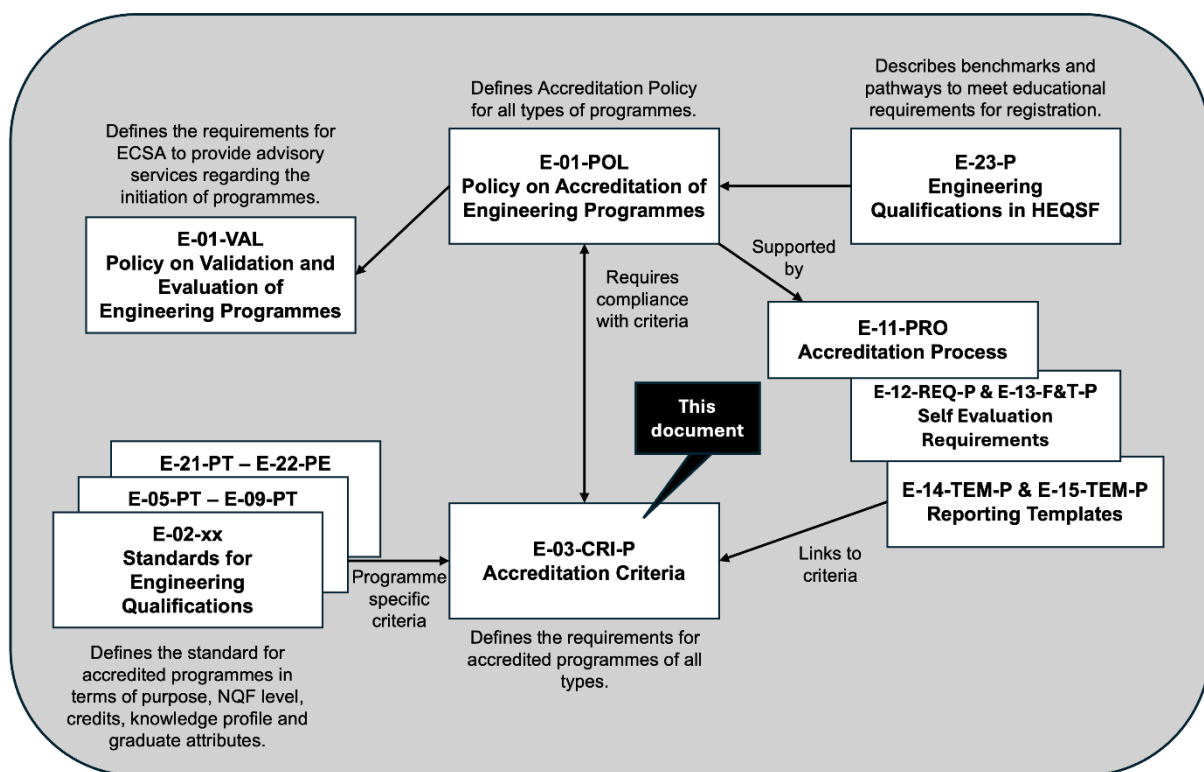 Defines Accreditation Policy
for all types of programmes.
Describes benchmarks and
pathways to meet educational
requirements for registration.
Defines the requirements for
ECSA to provide advisory
services regarding the
initiation of programmes.
E-01-POL
Policy on Accreditation of
Engineering Programmes
E-23-P
Engineering
Qualifications in HEQSF
E-01-VAL
Policy on Validation and
Evaluation of
Engineering Programmes
Supported
by
Requires
compliance
with criteria
E-11-PRO
Accreditation Process
E-12-REQ-P & E-13-F&T-P
Self Evaluation
Requirements
This
document
E-14-TEM-P & E-15-TEM-P
Reporting Templates
E-21-PT – E-22-PE
E-05-PT – E-09-PT
E-02-xx
Standards for
Engineering
Qualifications
Programme
specific
criteria
E-03-CRI-P
Accreditation Criteria
Links to
criteria
Defines the requirements for
accredited programmes of all
types.
Defines the standard for
accredited programmes in
terms of purpose, NQF level,
credits, knowledge profile and
graduate attributes.